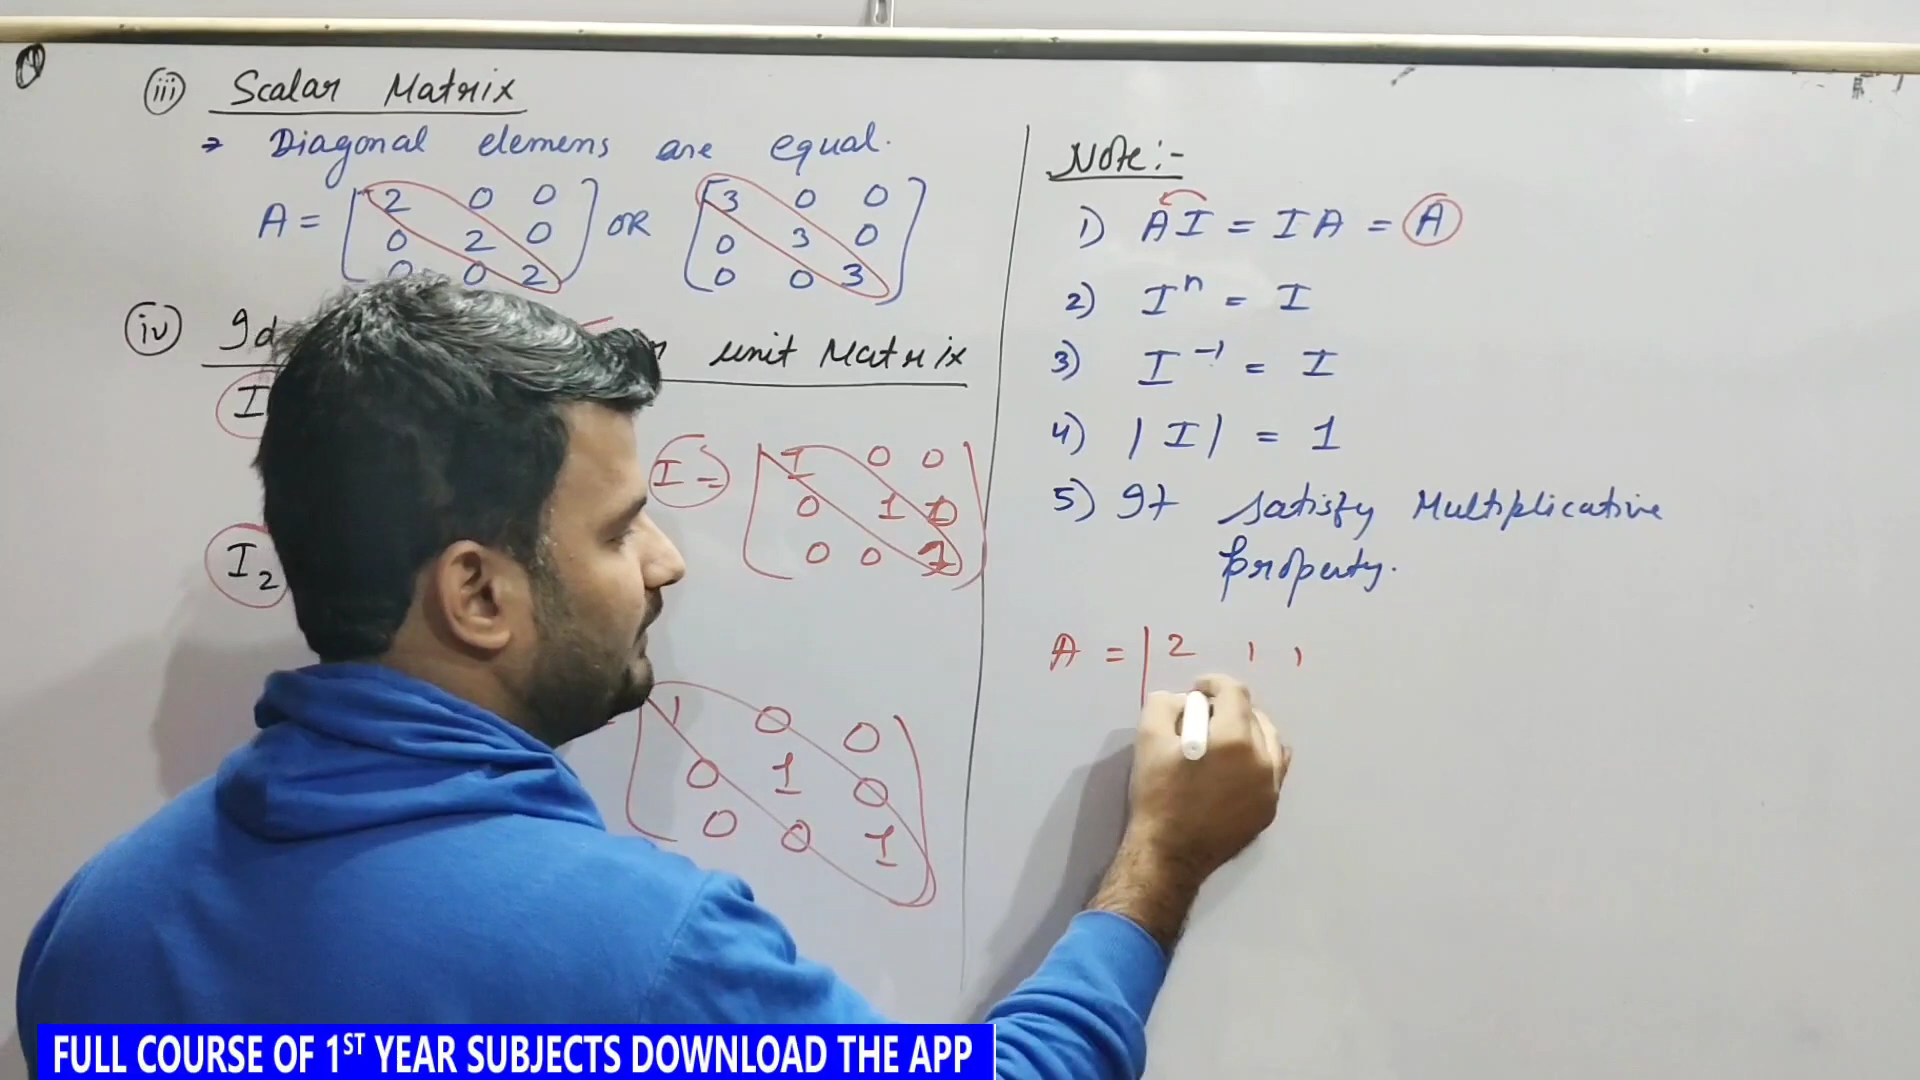 (iii) Scalar Matrix
→ Diagonal elemens are equal.
A = [2 0 0 OR [3 0 0
0 2 0 0 3 0
0 0 2] 0 0 3]
(iv) unit Matrix
I
I = [1 0 0
0 1 0
0 0 1]
I2
1 0 0
0 1 0
0 0 1
Note:-
1) AI = IA = A
2) Iⁿ = I
3) I⁻¹ = I
4) |I| = 1
5) It satisfy Multiplicative
Property.
A = | 2 1 1
FULL COURSE OF 1ST YEAR SUBJECTS DOWNLOAD THE APP